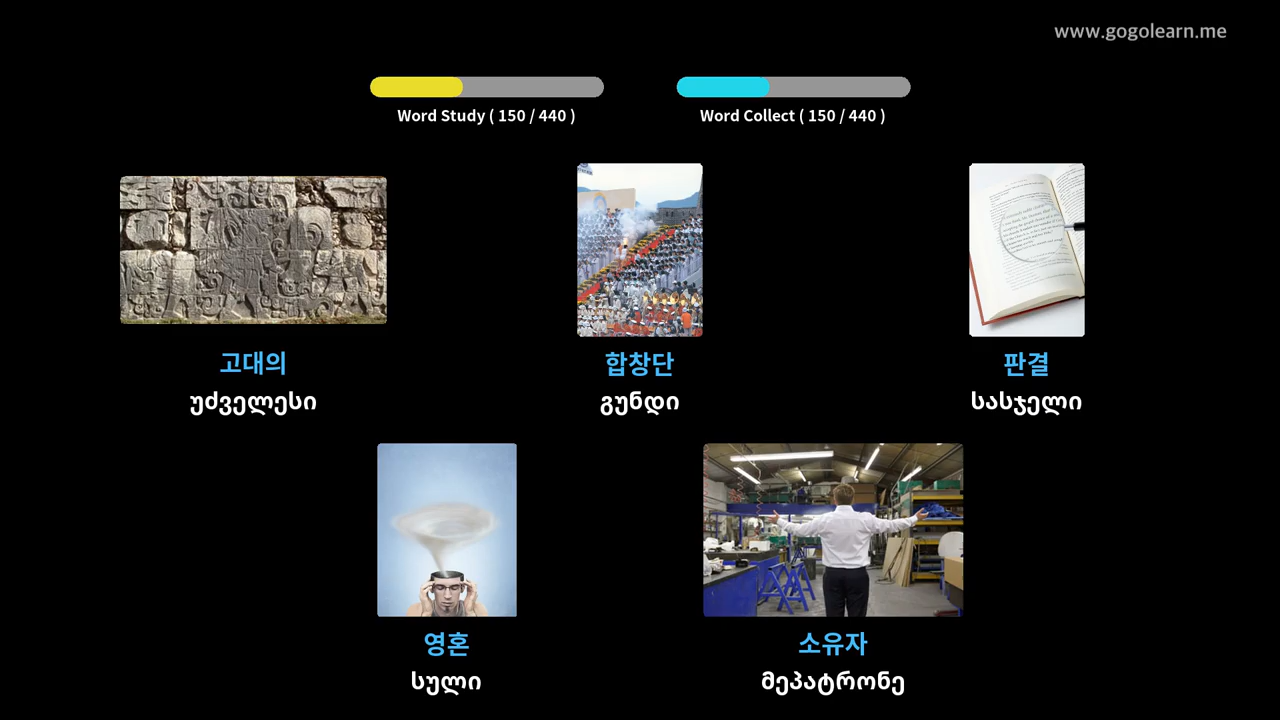 www.gogolearn.me
Word Study ( 150 / 440 )
Word Collect ( 150 / 440 )
고대의
უძველესი
합창단
გუნდი
판결
სასჯელი
영혼
სული
소유자
მეპატრონე